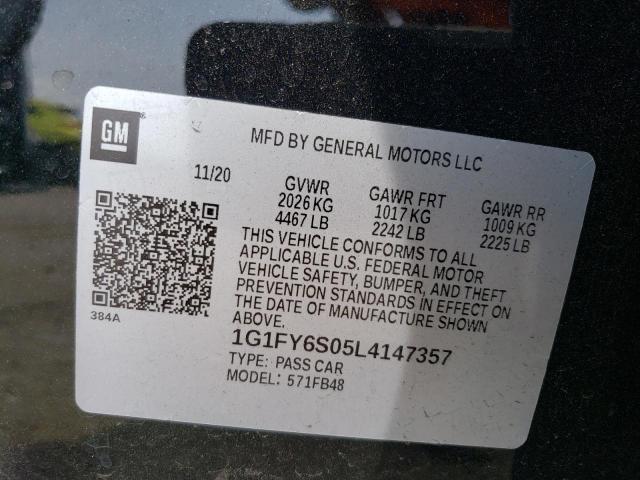 GM
®
MFD BY GENERAL MOTORS LLC
11/20
GVWR
2026 KG
4467 LB
GAWR FRT
1017 KG
2242 LB
GAWR RR
1009 KG
2225 LB
THIS VEHICLE CONFORMS TO ALL
APPLICABLE U.S. FEDERAL MOTOR
VEHICLE SAFETY, BUMPER, AND THEFT
PREVENTION STANDARDS IN EFFECT ON
THE DATE OF MANUFACTURE SHOWN
ABOVE.
384A
1G1FY6S05L4147357
TYPE: PASS CAR
MODEL: 571FB48